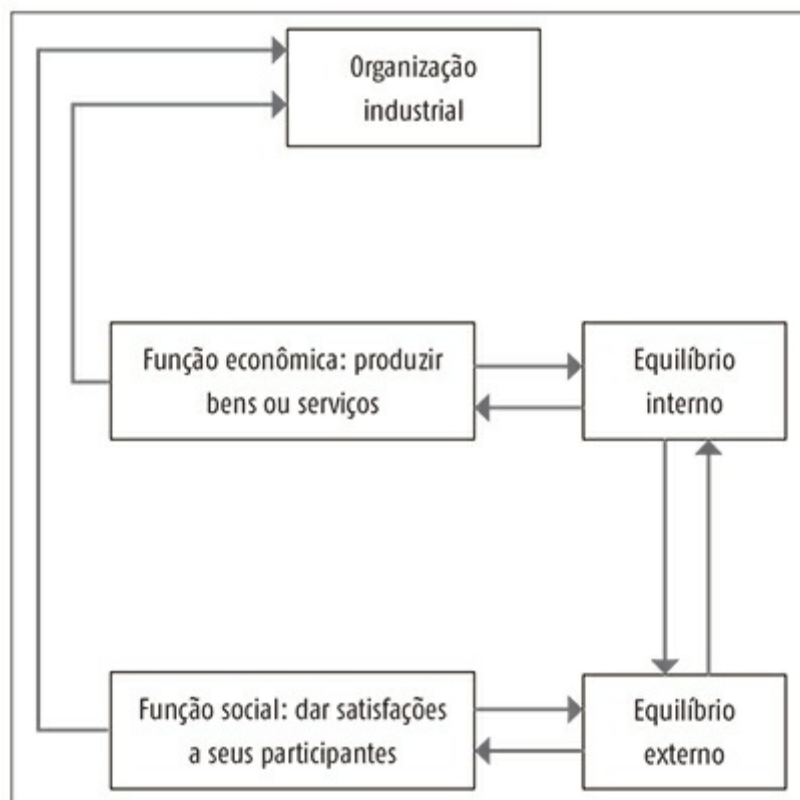 Organização
industrial
Função econômica: produzir
bens ou serviços
Equilíbrio
interno
Função social: dar satisfações
a seus participantes
Equilíbrio
externo